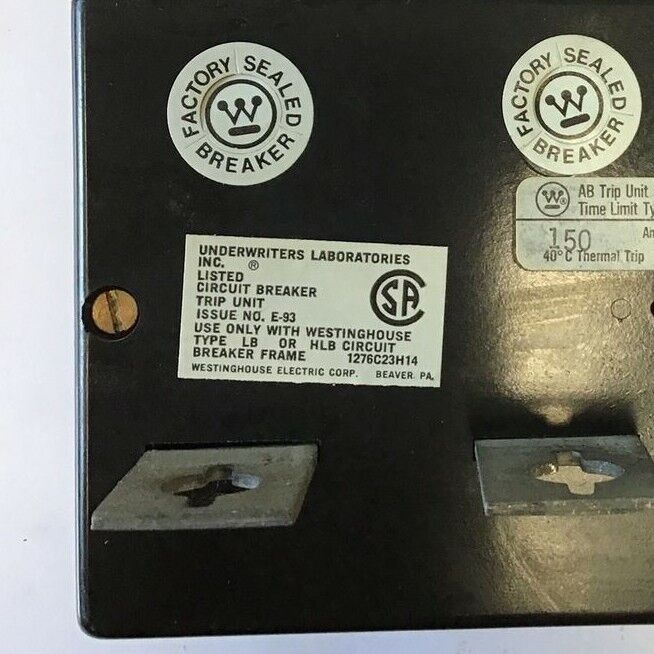 FACTORY SEALED
BREAKER
W
FACTORY SEALED
BREAKER
W
W® AB Trip Unit
Time Limit
150
40°C Thermal Trip
UNDERWRITERS LABORATORIES
INC. ®
LISTED
CIRCUIT BREAKER
TRIP UNIT
ISSUE NO. E-93
USE ONLY WITH WESTINGHOUSE
TYPE LB OR HLB CIRCUIT
BREAKER FRAME 1276C23H14
WESTINGHOUSE ELECTRIC CORP. BEAVER, PA.
SA